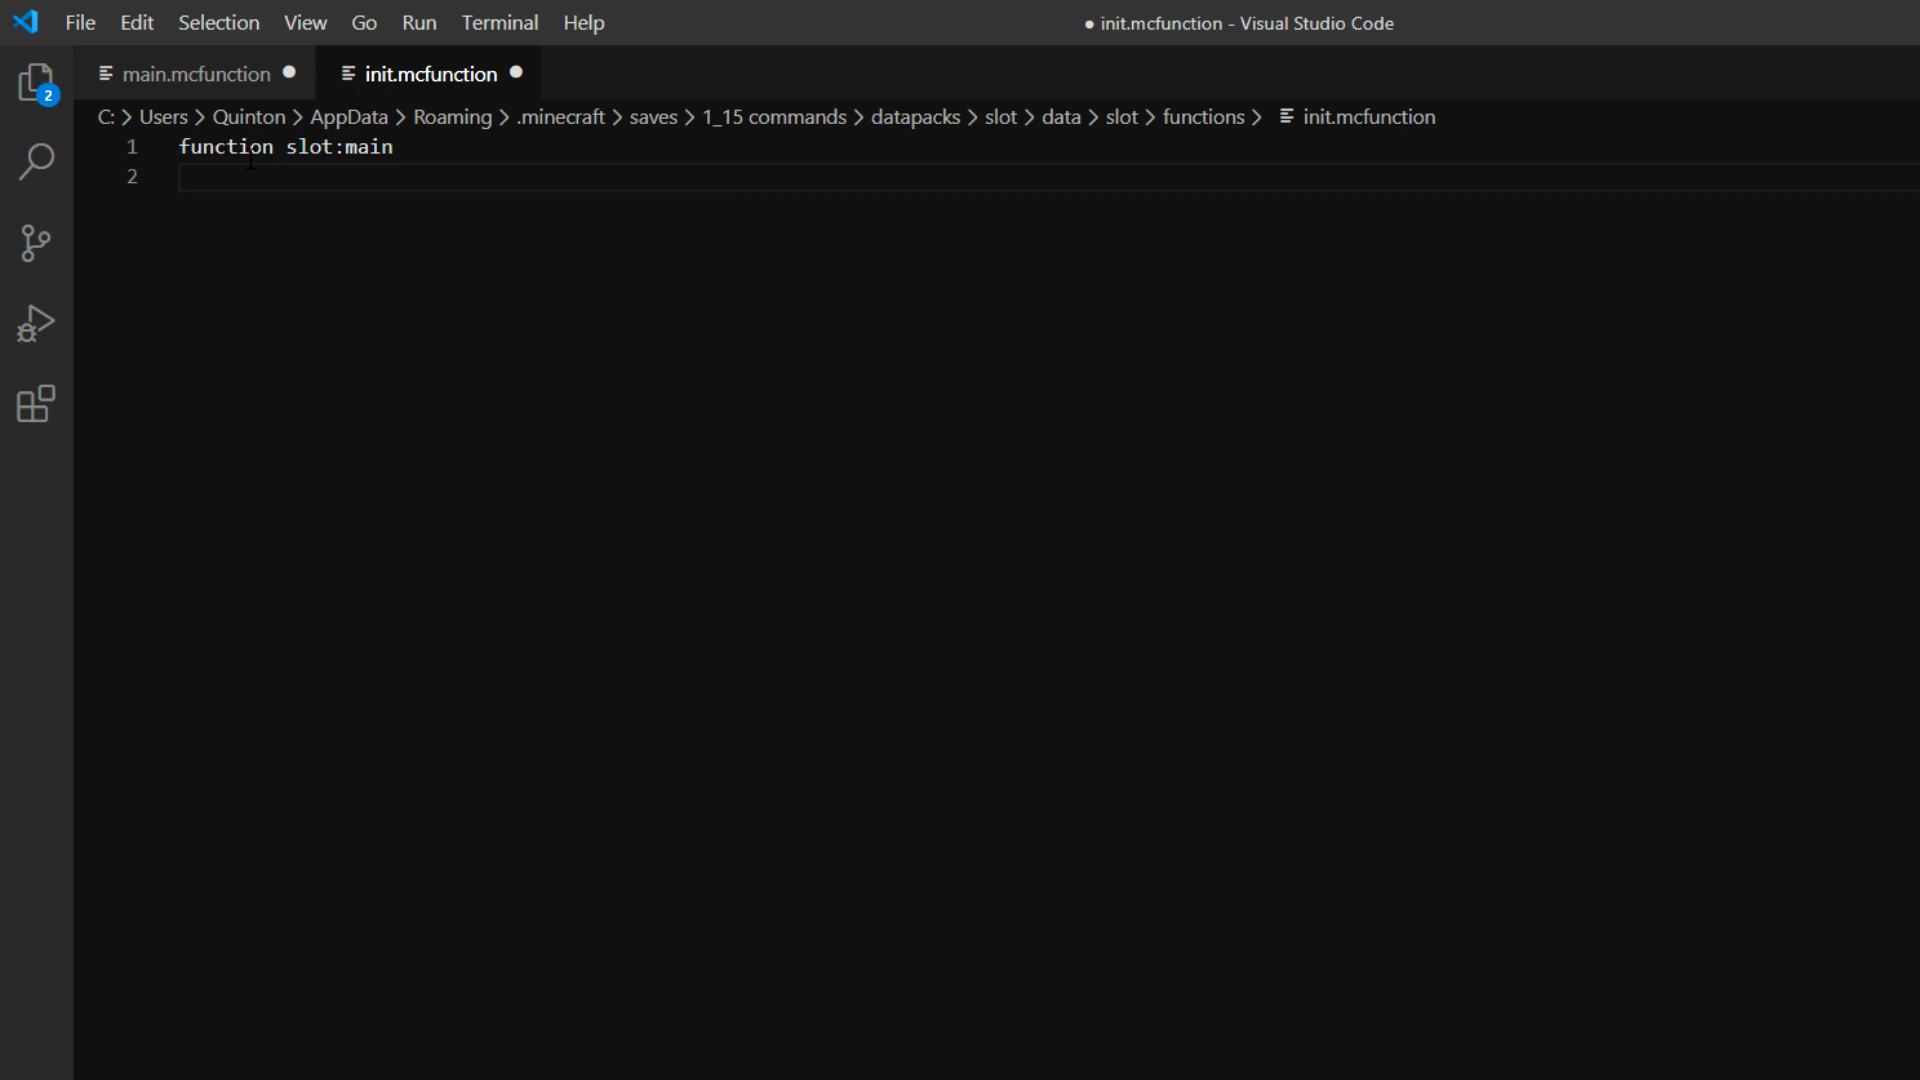 File Edit Selection View Go Run Terminal Help
● init.mcfunction - Visual Studio Code
2
main.mcfunction ●
init.mcfunction ●
C: > Users > Quinton > AppData > Roaming > .minecraft > saves > 1_15 commands > datapacks > slot > data > slot > functions > init.mcfunction
1 function slot:main
2